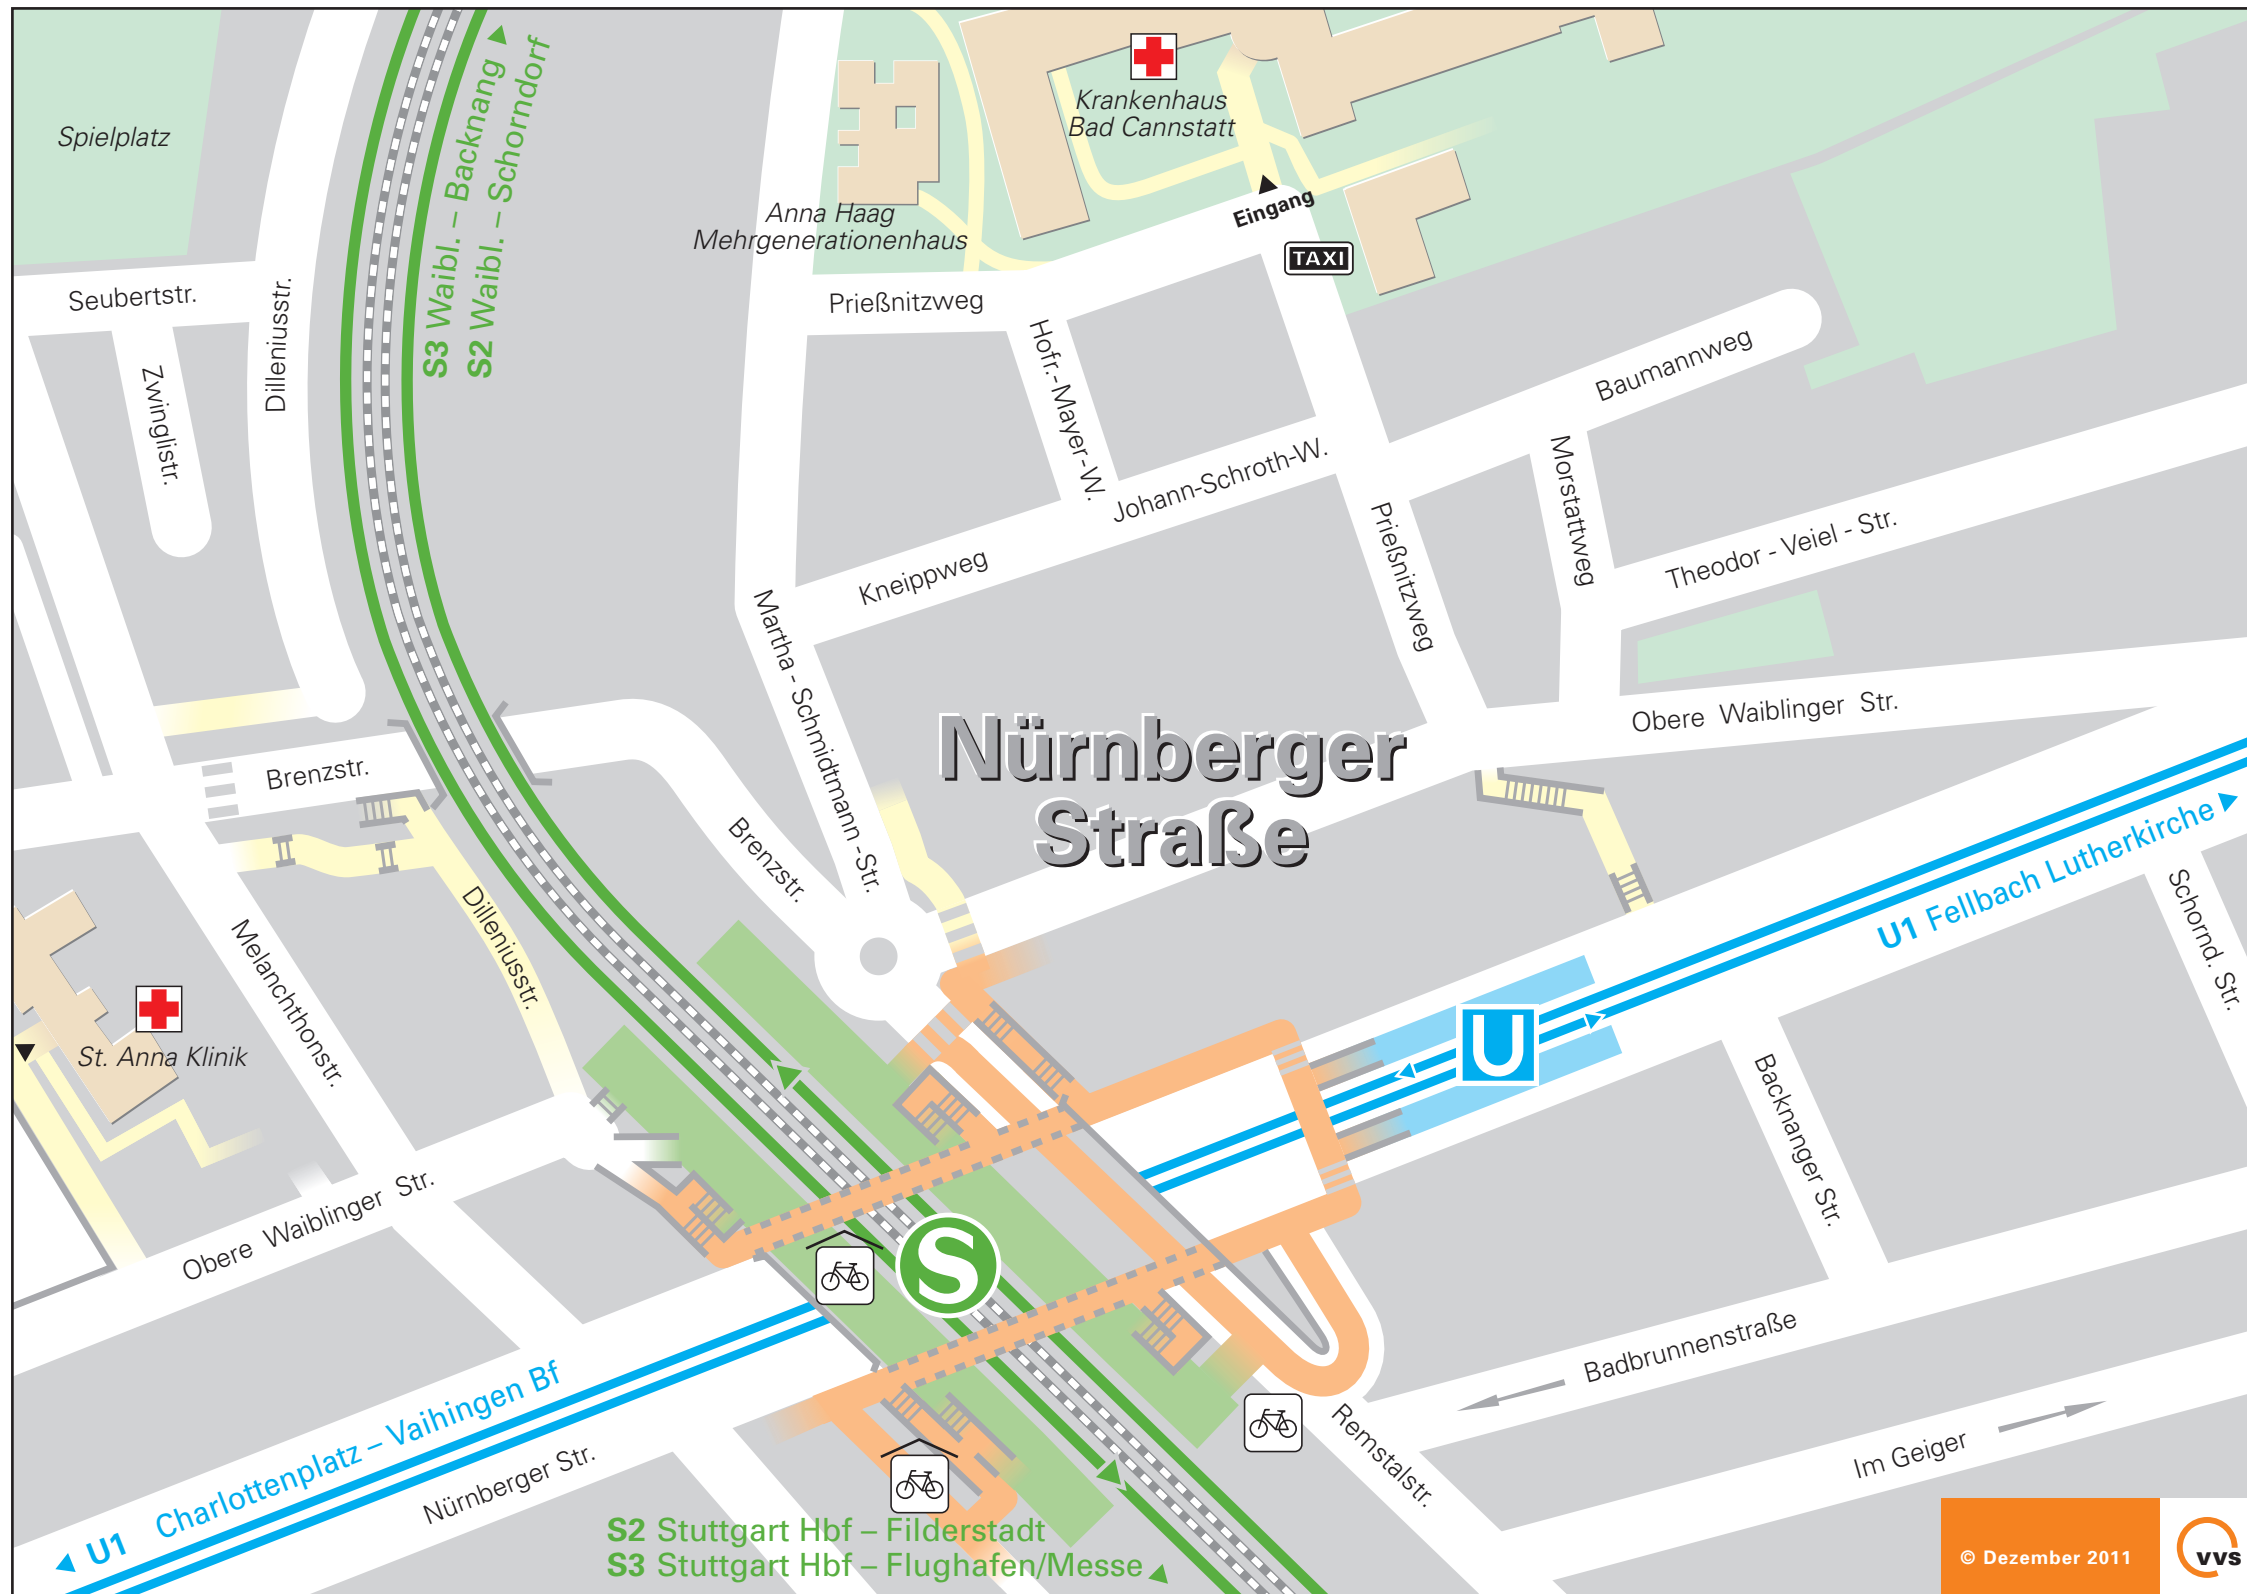 Spielplatz
S3 Waibl. – Backnang
S2 Waibl. – Schorndorf
Krankenhaus
Bad Cannstatt
Eingang
TAXI
Anna Haag
Mehrgenerationenhaus
Seubertstr.
Dilleniusstr.
Zwinglistr.
Prießnitzweg
Hofr.-Mayer-W.
Baumannweg
Johann-Schroth-W.
Morstattweg
Kneippweg
Prießnitzweg
Theodor - Veiel - Str.
Martha - Schmidtmann - Str.
Obere Waiblinger Str.
Nürnberger
Straße
Brenzstr.
Brenzstr.
U1 Fellbach Lutherkirche
Schornd. Str.
Dilleniusstr.
Melanchthonstr.
St. Anna Klinik
U
Backnanger Str.
Obere Waiblinger Str.
S
Badbrunnenstraße
Remstalstr.
Im Geiger
U1 Charlottenplatz – Vaihingen Bf
Nürnberger Str.
S2 Stuttgart Hbf – Filderstadt
S3 Stuttgart Hbf – Flughafen/Messe
© Dezember 2011
vvs